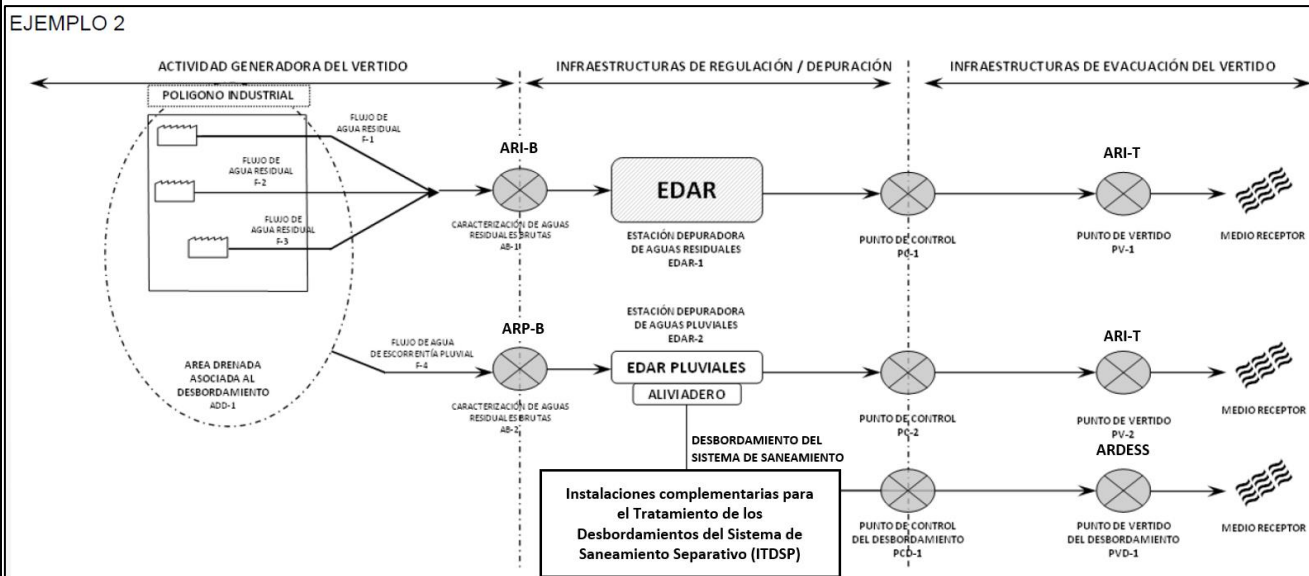 EJEMPLO 2
ACTIVIDAD GENERADORA DEL VERTIDO
INFRAESTRUCTURAS DE REGULACIÓN / DEPURACIÓN
INFRAESTRUCTURAS DE EVACUACIÓN DEL VERTIDO
POLIGONO INDUSTRIAL
FLUJO DE
AGUA RESIDUAL
F-1
FLUJO DE
AGUA RESIDUAL
F-2
FLUJO DE
AGUA RESIDUAL
F-3
ARI-B
CARACTERIZACIÓN DE AGUAS
RESIDUALES BRUTAS
AB-1
EDAR
ESTACIÓN DEPURADORA
DE AGUAS RESIDUALES
EDAR-1
PUNTO DE CONTROL
PC-1
ARI-T
PUNTO DE VERTIDO
PV-1
MEDIO RECEPTOR
AREA DRENADA
ASOCIADA AL
DESBORDAMIENTO
ADD-1
FLUJO DE AGUA
DE ESCORRENTÍA PLUVIAL
F-4
ARP-B
CARACTERIZACIÓN DE AGUAS
RESIDUALES BRUTAS
AB-2
ESTACIÓN DEPURADORA
DE AGUAS PLUVIALES
EDAR-2
EDAR PLUVIALES
ALIVIADERO
PUNTO DE CONTROL
PC-2
ARI-T
PUNTO DE VERTIDO
PV-2
MEDIO RECEPTOR
DESBORDAMIENTO DEL
SISTEMA DE SANEAMIENTO
Instalaciones complementarias para
el Tratamiento de los
Desbordamientos del Sistema de
Saneamiento Separativo (ITDSP)
PUNTO DE CONTROL
DEL DESBORDAMIENTO
PCD-1
ARDESS
PUNTO DE VERTIDO
DEL DESBORDAMIENTO
PVD-1
MEDIO RECEPTOR